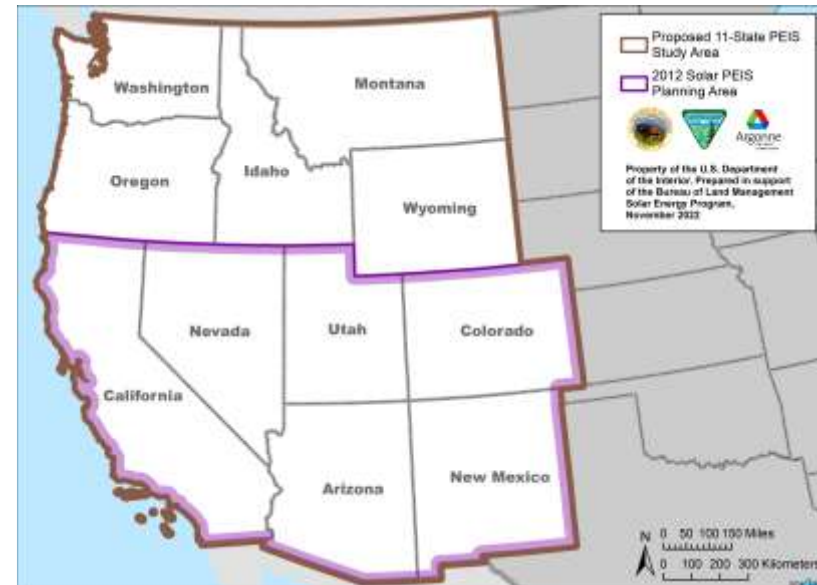 Proposed 11-State PEIS
Study Area
2012 Solar PEIS
Planning Area
Argonne
Property of the U.S. Department
of the Interior. Prepared in support
of the Bureau of Land Management
Solar Energy Program,
November 2022
Washington
Montana
Oregon
Idaho
Wyoming
Nevada
Utah
Colorado
California
Arizona
New Mexico
N 0 50 100 150 Miles
0 100 200 300 Kilometers